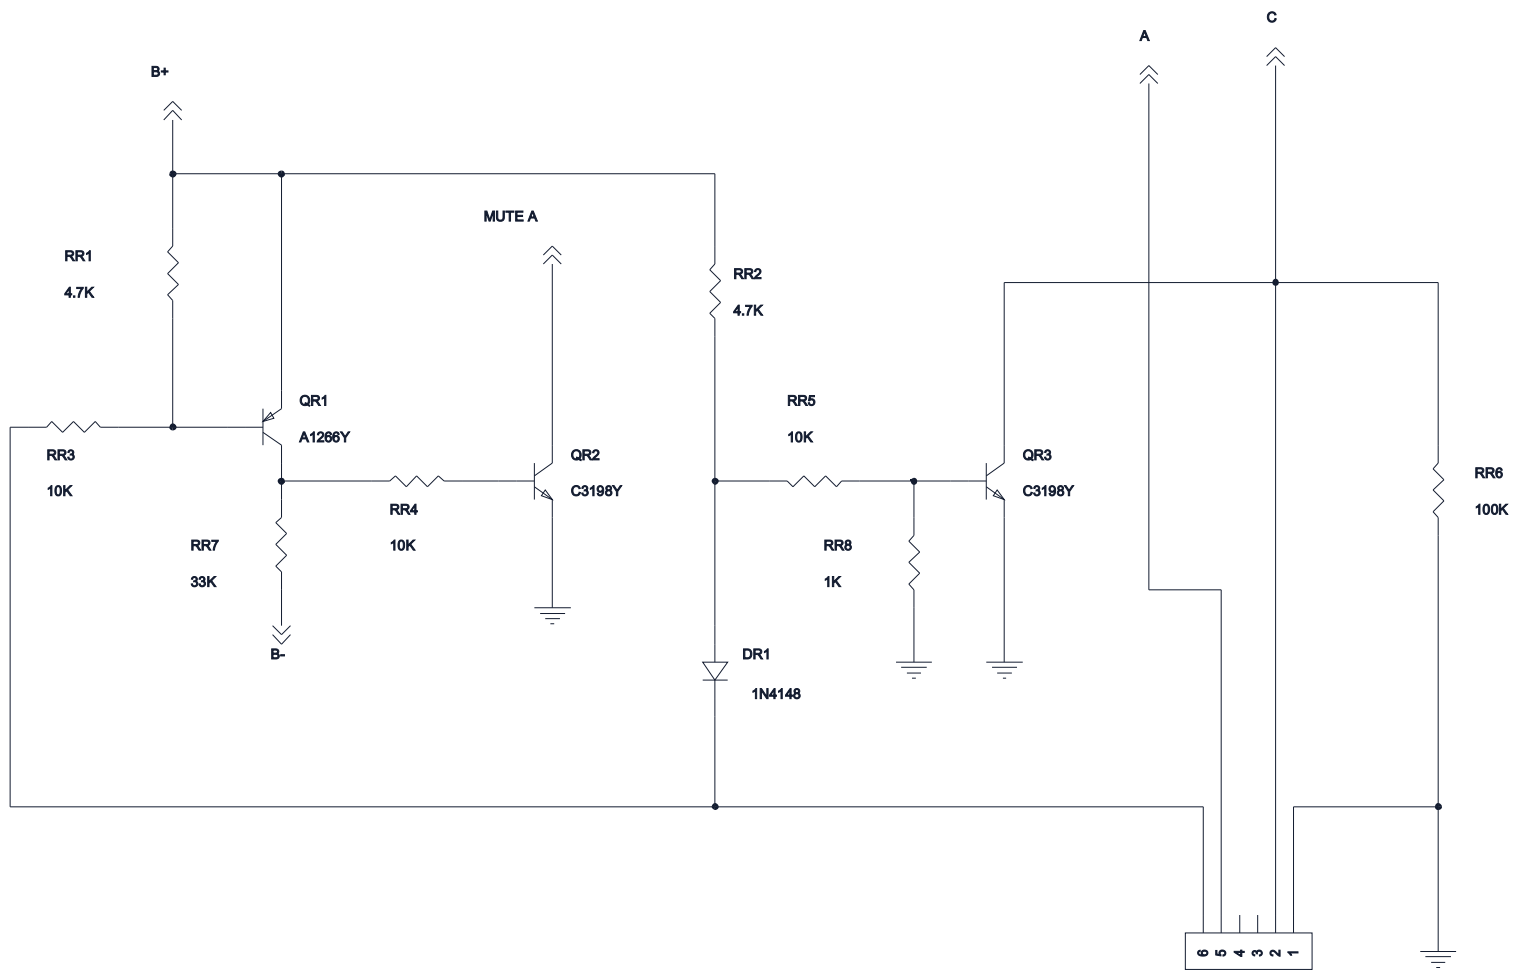 C
A
B+
MUTE A
RR1
4.7K
RR2
4.7K
QR1
A1266Y
RR3
10K
RR4
10K
QR2
C3198Y
RR5
10K
QR3
C3198Y
RR6
100K
RR7
33K
RR8
1K
B-
DR1
1N4148
6 5 4 3 2 1